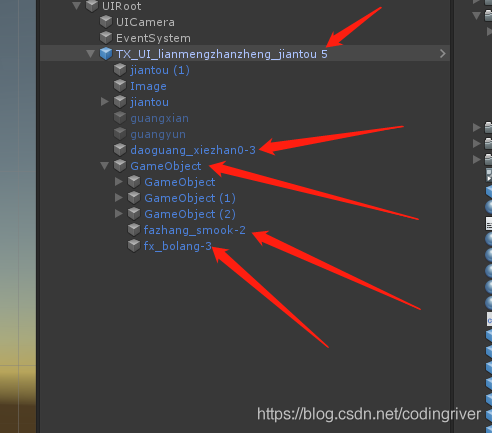 UIRoot
UICamera
EventSystem
TX_UI_lianmengzhanzheng_jiantou 5
jiantou (1)
Image
jiantou
guangxian
guangyun
daoguang_xiezhan0-3
GameObject
GameObject
GameObject (1)
GameObject (2)
fazhang_smook-2
fx_bolang-3
https://blog.csdn.net/codingriver